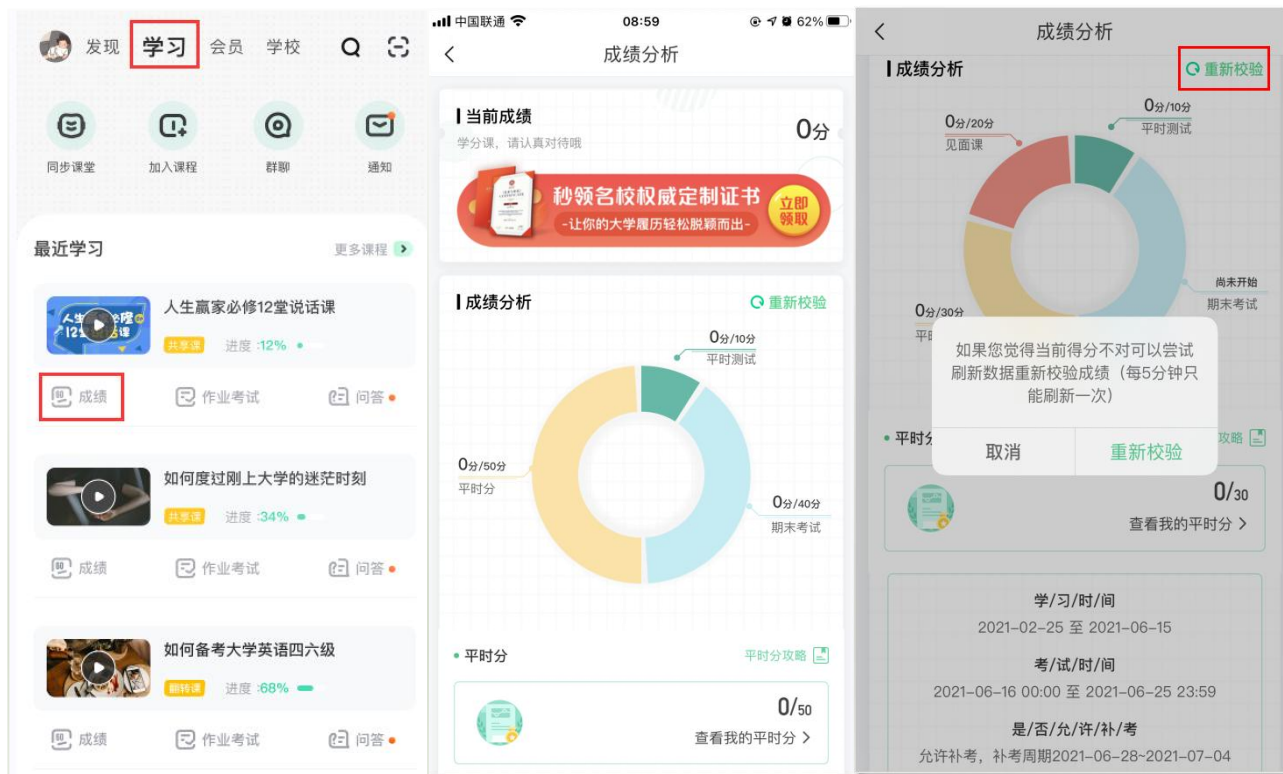 发现 学习 会员 学校
同步课堂 加入课程 群聊 通知
最近学习 更多课程
人生赢家必修12堂说话课
共享课 进度 :12%
成绩 作业考试 问答
如何度过刚上大学的迷茫时刻
共享课 进度 :34%
成绩 作业考试 问答
如何备考大学英语四六级
翻转课 进度 :68%
成绩 作业考试 问答
中国联通 08:59 62%
成绩分析
当前成绩
学分课，请认真对待哦
0分
秒领名校权威定制证书
-让你的大学履历轻松脱颖而出-
立即
领取
成绩分析 重新校验
0分/10分
平时测试
0分/50分
平时分
0分/40分
期末考试
平时分 平时分攻略
0/50
查看我的平时分
成绩分析
成绩分析 重新校验
0分/10分
平时测试
0分/20分
见面课
尚未开始
期末考试
0分/30分
如果您觉得当前得分不对可以尝试
刷新数据重新校验成绩（每5分钟只
能刷新一次）
取消 重新校验
平时 攻略
0/30
查看我的平时分
学/习/时/间
2021-02-25 至 2021-06-15
考/试/时/间
2021-06-16 00:00 至 2021-06-25 23:59
是/否/允/许/补/考
允许补考，补考周期2021-06-28~2021-07-04